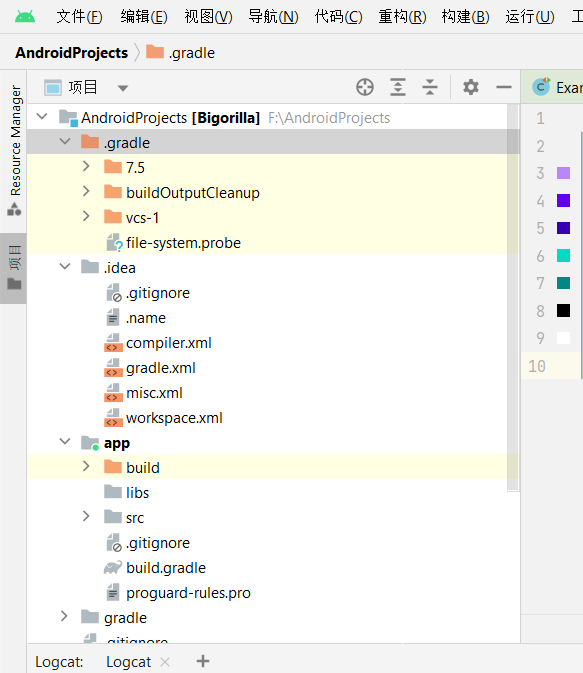 文件(F) 编辑(E) 视图(V) 导航(N) 代码(C) 重构(R) 构建(B) 运行(U)
AndroidProjects .gradle
Resource Manager
项目
项目
Exam
AndroidProjects [Bigorilla] F:\AndroidProjects
.gradle
7.5
buildOutputCleanup
vcs-1
file-system.probe
.idea
.gitignore
.name
compiler.xml
gradle.xml
misc.xml
workspace.xml
app
build
libs
src
.gitignore
build.gradle
proguard-rules.pro
gradle
.gitignore
1
2
3
4
5
6
7
8
9
10
Logcat: Logcat